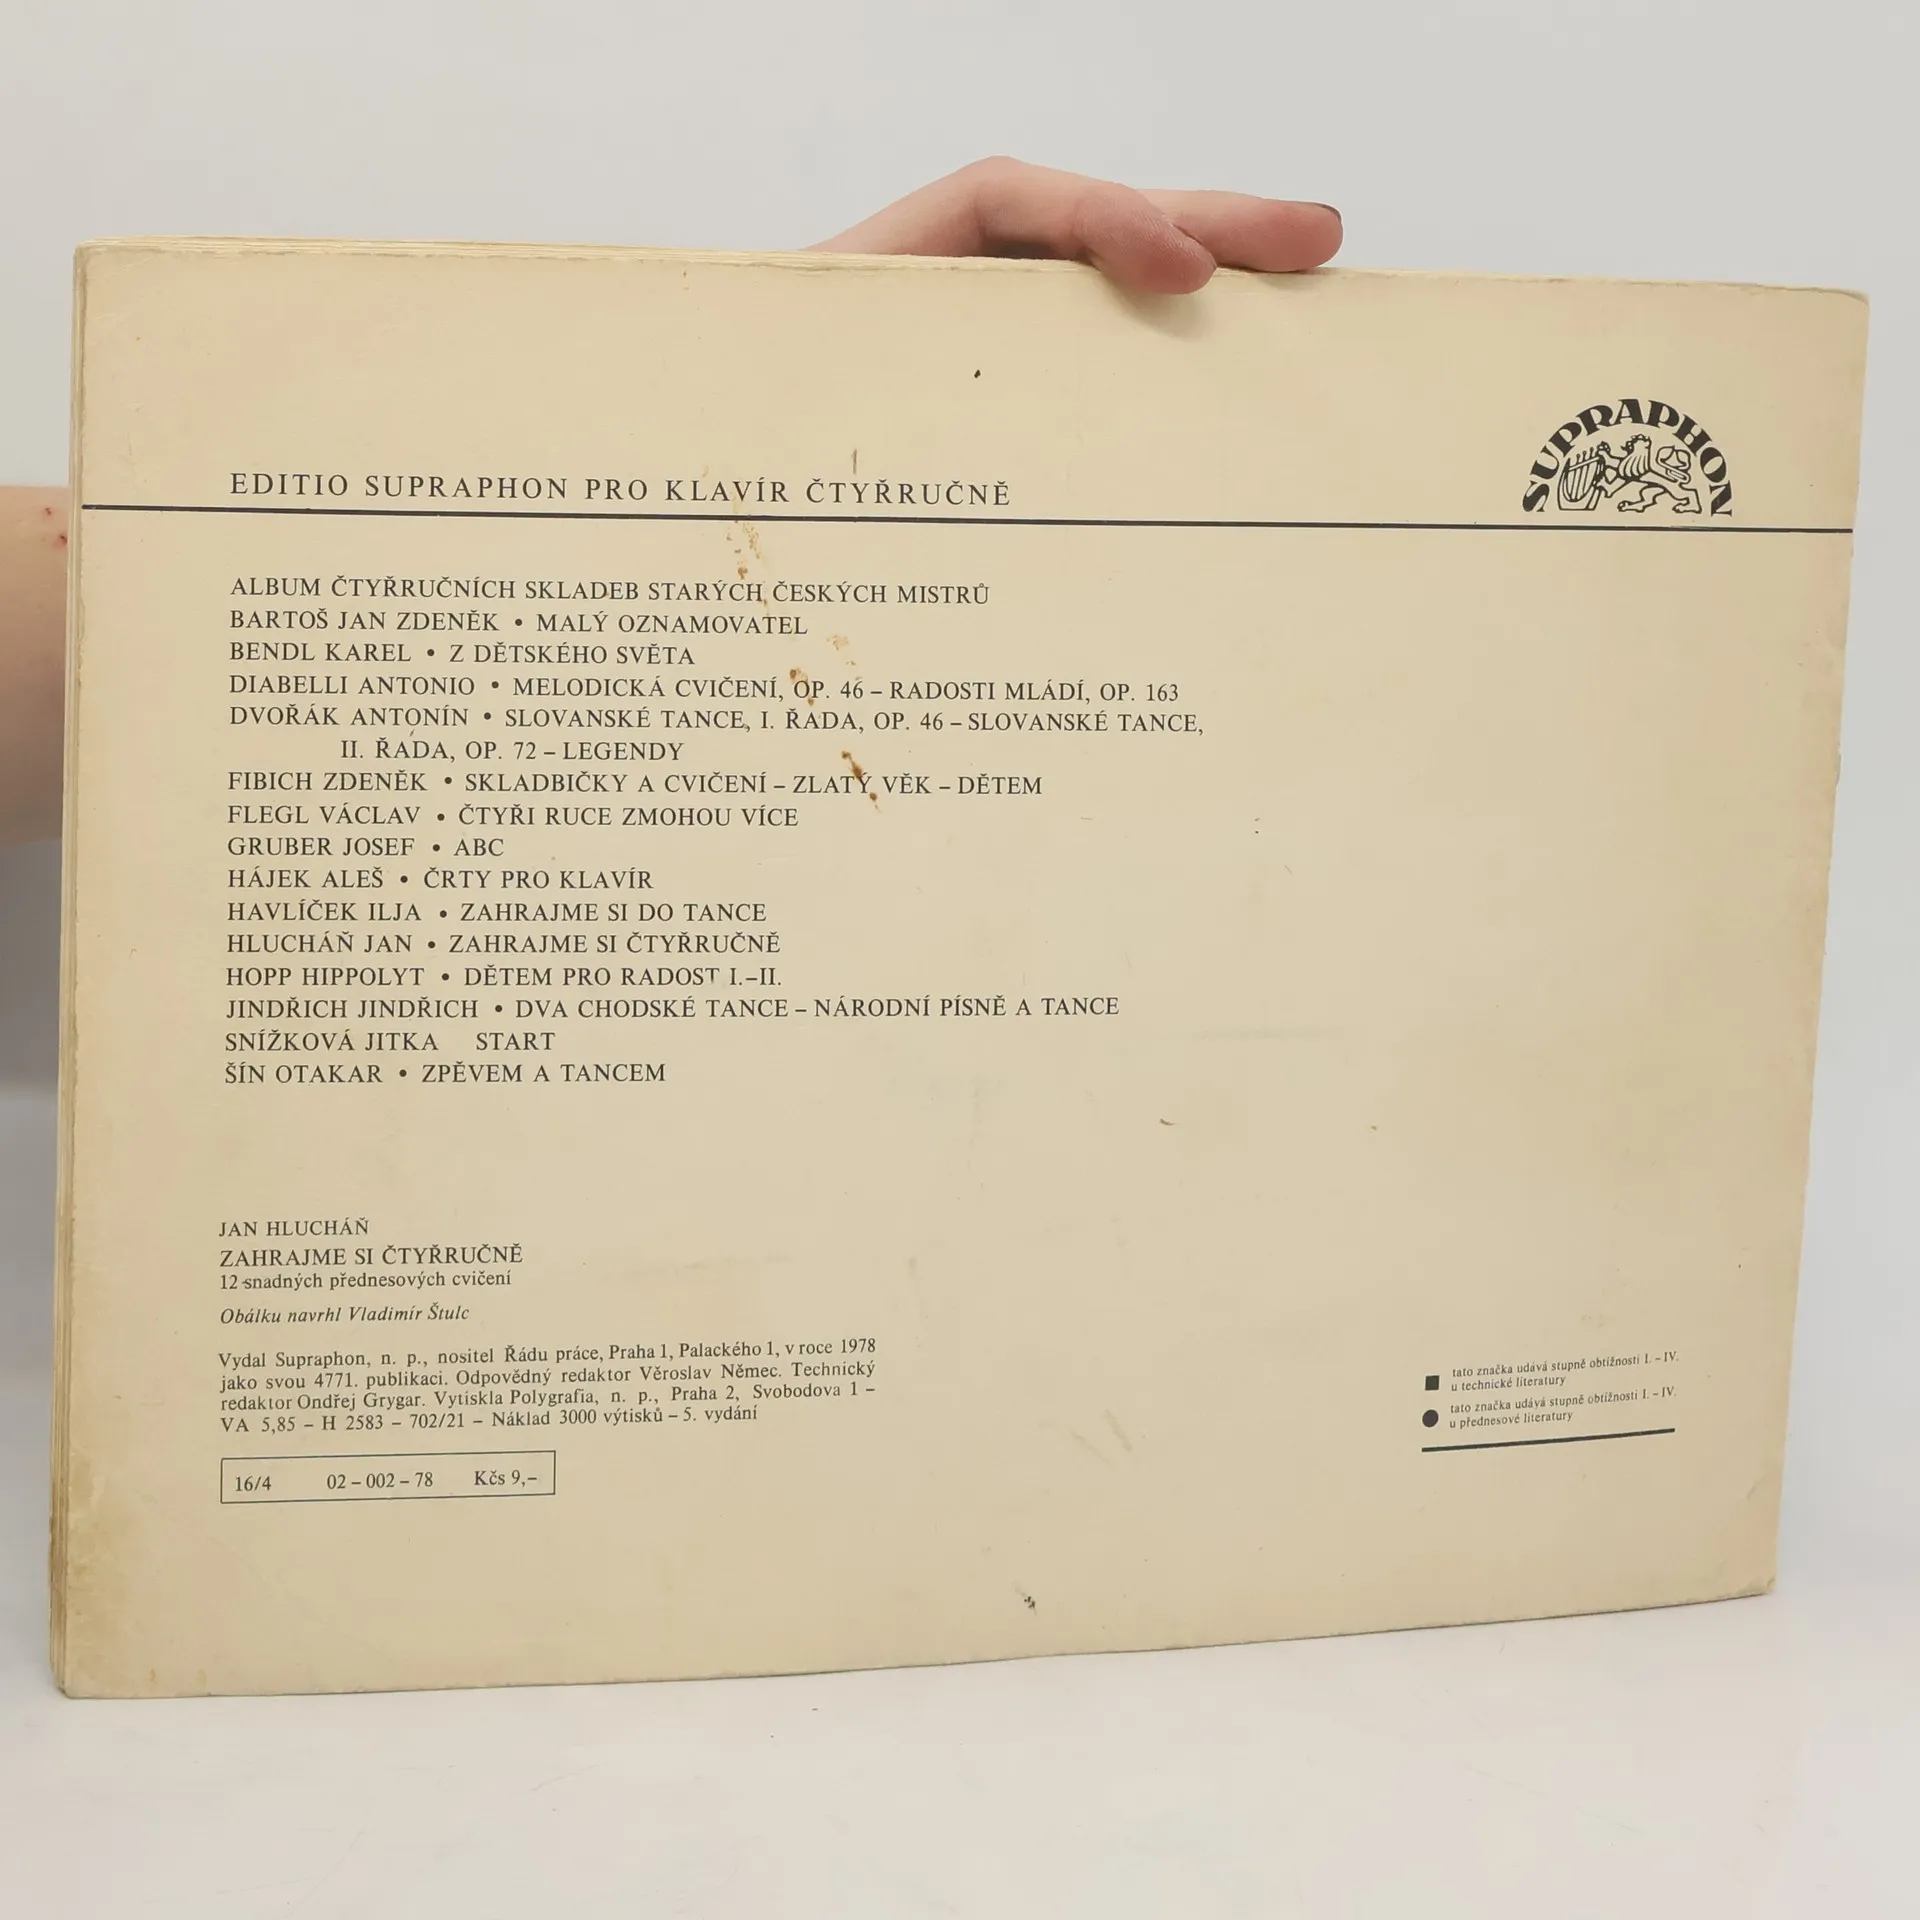 SUPRAPHON
EDITIO SUPRAPHON PRO KLAVÍR ČTYŘRUČNĚ
ALBUM ČTYŘRUČNÍCH SKLADEB STARÝCH ČESKÝCH MISTRŮ
BARTOŠ JAN ZDENĚK • MALÝ OZNAMOVATEL
BENDL KAREL • Z DĚTSKÉHO SVĚTA
DIABELLI ANTONIO • MELODICKÁ CVIČENÍ, OP. 46 – RADOSTI MLÁDÍ, OP. 163
DVOŘÁK ANTONÍN • SLOVANSKÉ TANCE, I. ŘADA, OP. 46 – SLOVANSKÉ TANCE,
II. ŘADA, OP. 72 – LEGENDY
FIBICH ZDENĚK • SKLADBIČKY A CVIČENÍ – ZLATÝ VĚK – DĚTEM
FLEGL VÁCLAV • ČTYŘI RUCE ZMOHOU VÍCE
GRUBER JOSEF • ABC
HÁJEK ALEŠ • ČRTY PRO KLAVÍR
HAVLÍČEK ILJA • ZAHRAJME SI DO TANCE
HLUCHÁŇ JAN • ZAHRAJME SI ČTYŘRUČNĚ
HOPP HIPPOLYT • DĚTEM PRO RADOST I.–II.
JINDŘICH JINDŘICH • DVA CHODSKÉ TANCE – NÁRODNÍ PÍSNĚ A TANCE
SNÍŽKOVÁ JITKA START
ŠÍN OTAKAR • ZPĚVEM A TANCEM
JAN HLUCHÁŇ
ZAHRAJME SI ČTYŘRUČNĚ
12 snadných přednesových cvičení
Obálku navrhl Vladimír Štulc
Vydal Supraphon, n. p., nositel Řádu práce, Praha 1, Palackého 1, v roce 1978
jako svou 4771. publikaci. Odpovědný redaktor Věroslav Němec. Technický
redaktor Ondřej Grygar. Vytiskla Polygrafia, n. p., Praha 2, Svobodova 1 –
VA 5,85 – H 2583 – 702/21 – Náklad 3000 výtisků – 5. vydání
16/4 02 – 002 – 78 Kčs 9,–
tato značka udává stupně obtížnosti I. – IV.
u technické literatury
tato značka udává stupně obtížnosti I. – IV.
u přednesové literatury